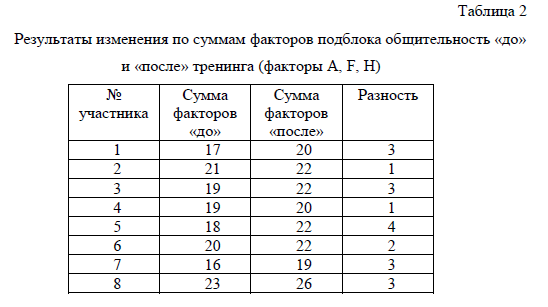 Таблица 2
Результаты изменения по суммам факторов подблока общительность «до»
и «после» тренинга (факторы A, F, H)
№ участника Сумма факторов «до» Сумма факторов «после» Разность
1 17 20 3
2 21 22 1
3 19 22 3
4 19 20 1
5 18 22 4
6 20 22 2
7 16 19 3
8 23 26 3